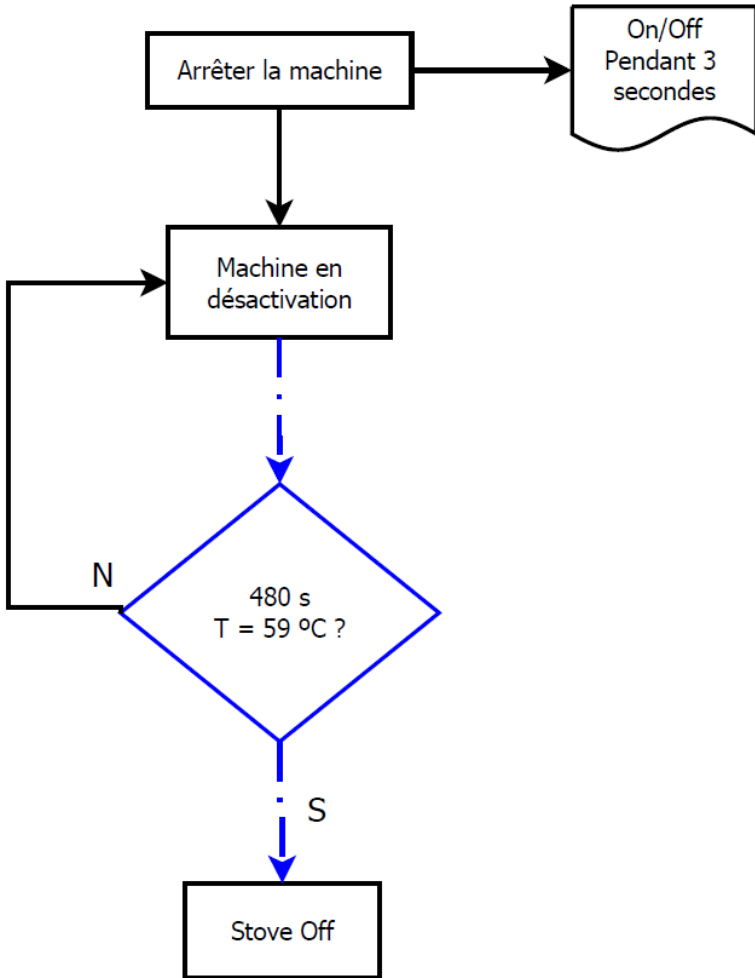 Arrêter la machine
On/Off
Pendant 3
secondes
Machine en
désactivation
N
480 s
T = 59 ºC ?
S
Stove Off